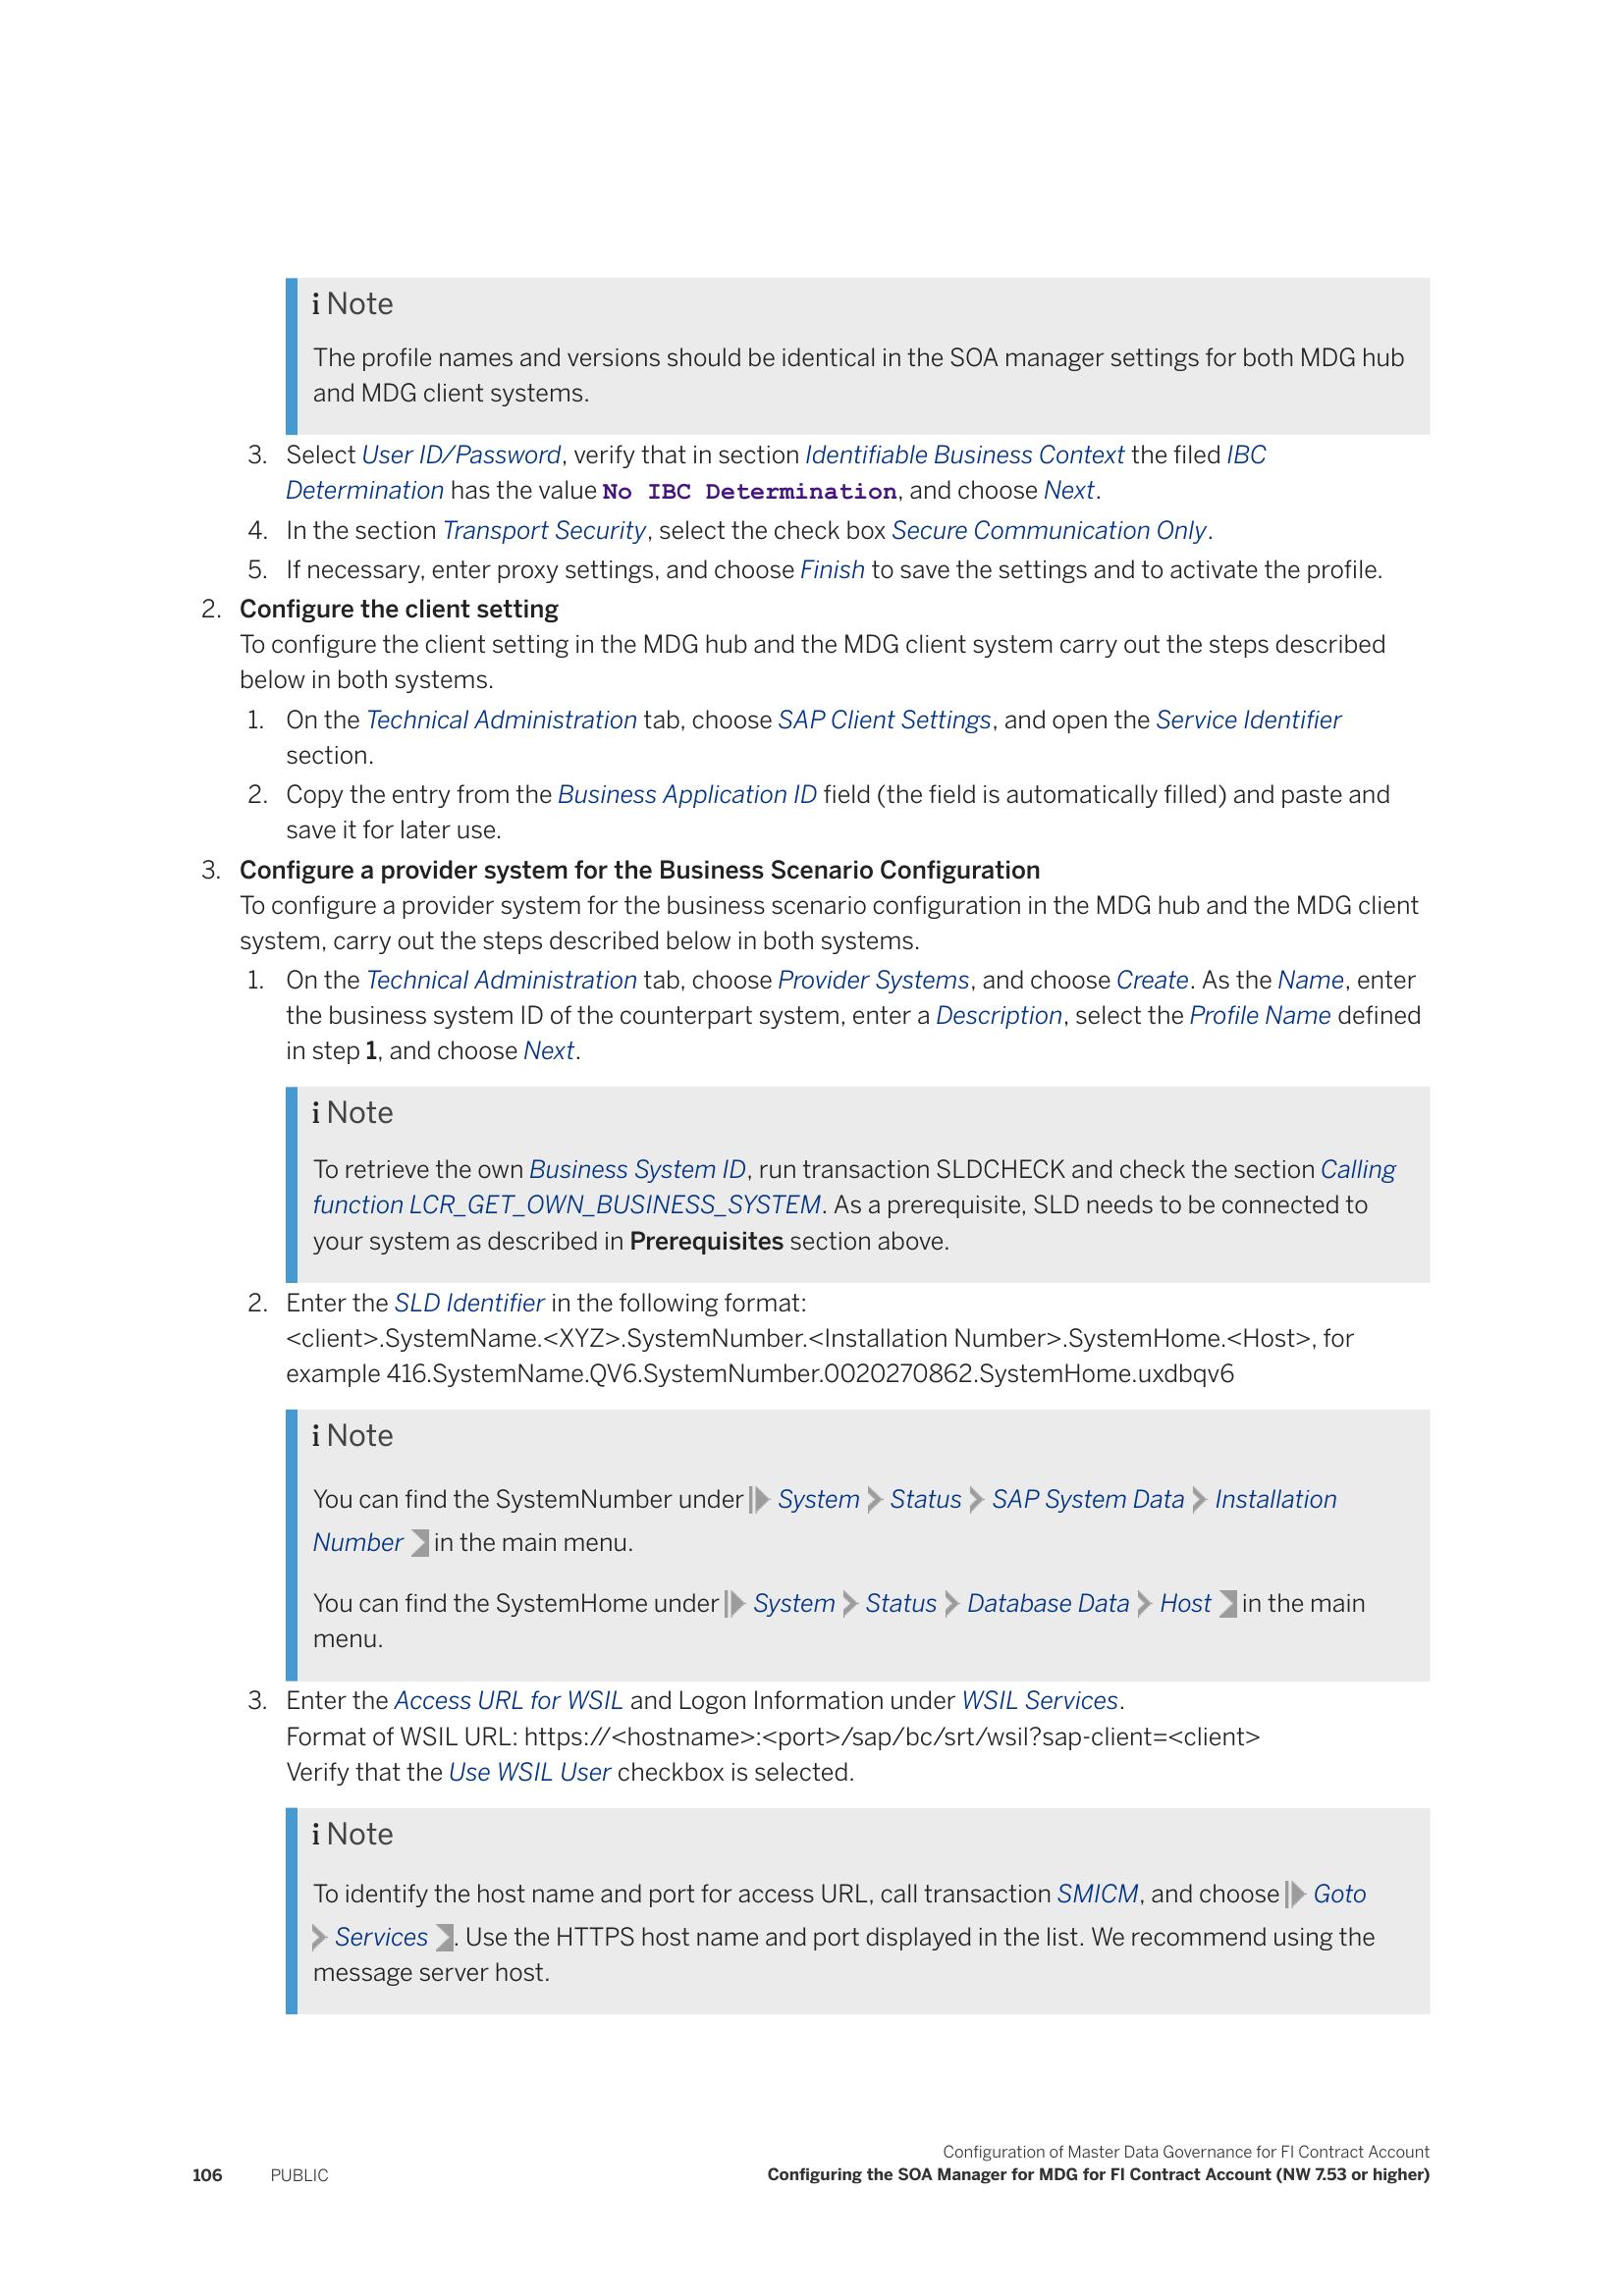 i Note
The profile names and versions should be identical in the SOA manager settings for both MDG hub
and MDG client systems.
3. Select User ID/Password, verify that in section Identifiable Business Context the filed IBC
Determination has the value No IBC Determination, and choose Next.
4. In the section Transport Security, select the check box Secure Communication Only.
5. If necessary, enter proxy settings, and choose Finish to save the settings and to activate the profile.
2. Configure the client setting
To configure the client setting in the MDG hub and the MDG client system carry out the steps described
below in both systems.
1. On the Technical Administration tab, choose SAP Client Settings, and open the Service Identifier
section.
2. Copy the entry from the Business Application ID field (the field is automatically filled) and paste and
save it for later use.
3. Configure a provider system for the Business Scenario Configuration
To configure a provider system for the business scenario configuration in the MDG hub and the MDG client
system, carry out the steps described below in both systems.
1. On the Technical Administration tab, choose Provider Systems, and choose Create. As the Name, enter
the business system ID of the counterpart system, enter a Description, select the Profile Name defined
in step 1, and choose Next.
i Note
To retrieve the own Business System ID, run transaction SLDCHECK and check the section Calling
function LCR_GET_OWN_BUSINESS_SYSTEM. As a prerequisite, SLD needs to be connected to
your system as described in Prerequisites section above.
2. Enter the SLD Identifier in the following format:
<client>.SystemName.<XYZ>.SystemNumber.<Installation Number>.SystemHome.<Host>, for
example 416.SystemName.QV6.SystemNumber.0020270862.SystemHome.uxdbqv6
i Note
You can find the SystemNumber under System Status SAP System Data Installation
Number in the main menu.
You can find the SystemHome under System Status Database Data Host in the main
menu.
3. Enter the Access URL for WSIL and Logon Information under WSIL Services.
Format of WSIL URL: https://<hostname>:<port>/sap/bc/srt/wsil?sap-client=<client>
Verify that the Use WSIL User checkbox is selected.
i Note
To identify the host name and port for access URL, call transaction SMICM, and choose Goto
Services . Use the HTTPS host name and port displayed in the list. We recommend using the
message server host.
Configuration of Master Data Governance for FI Contract Account
106 PUBLIC Configuring the SOA Manager for MDG for FI Contract Account (NW 7.53 or higher)